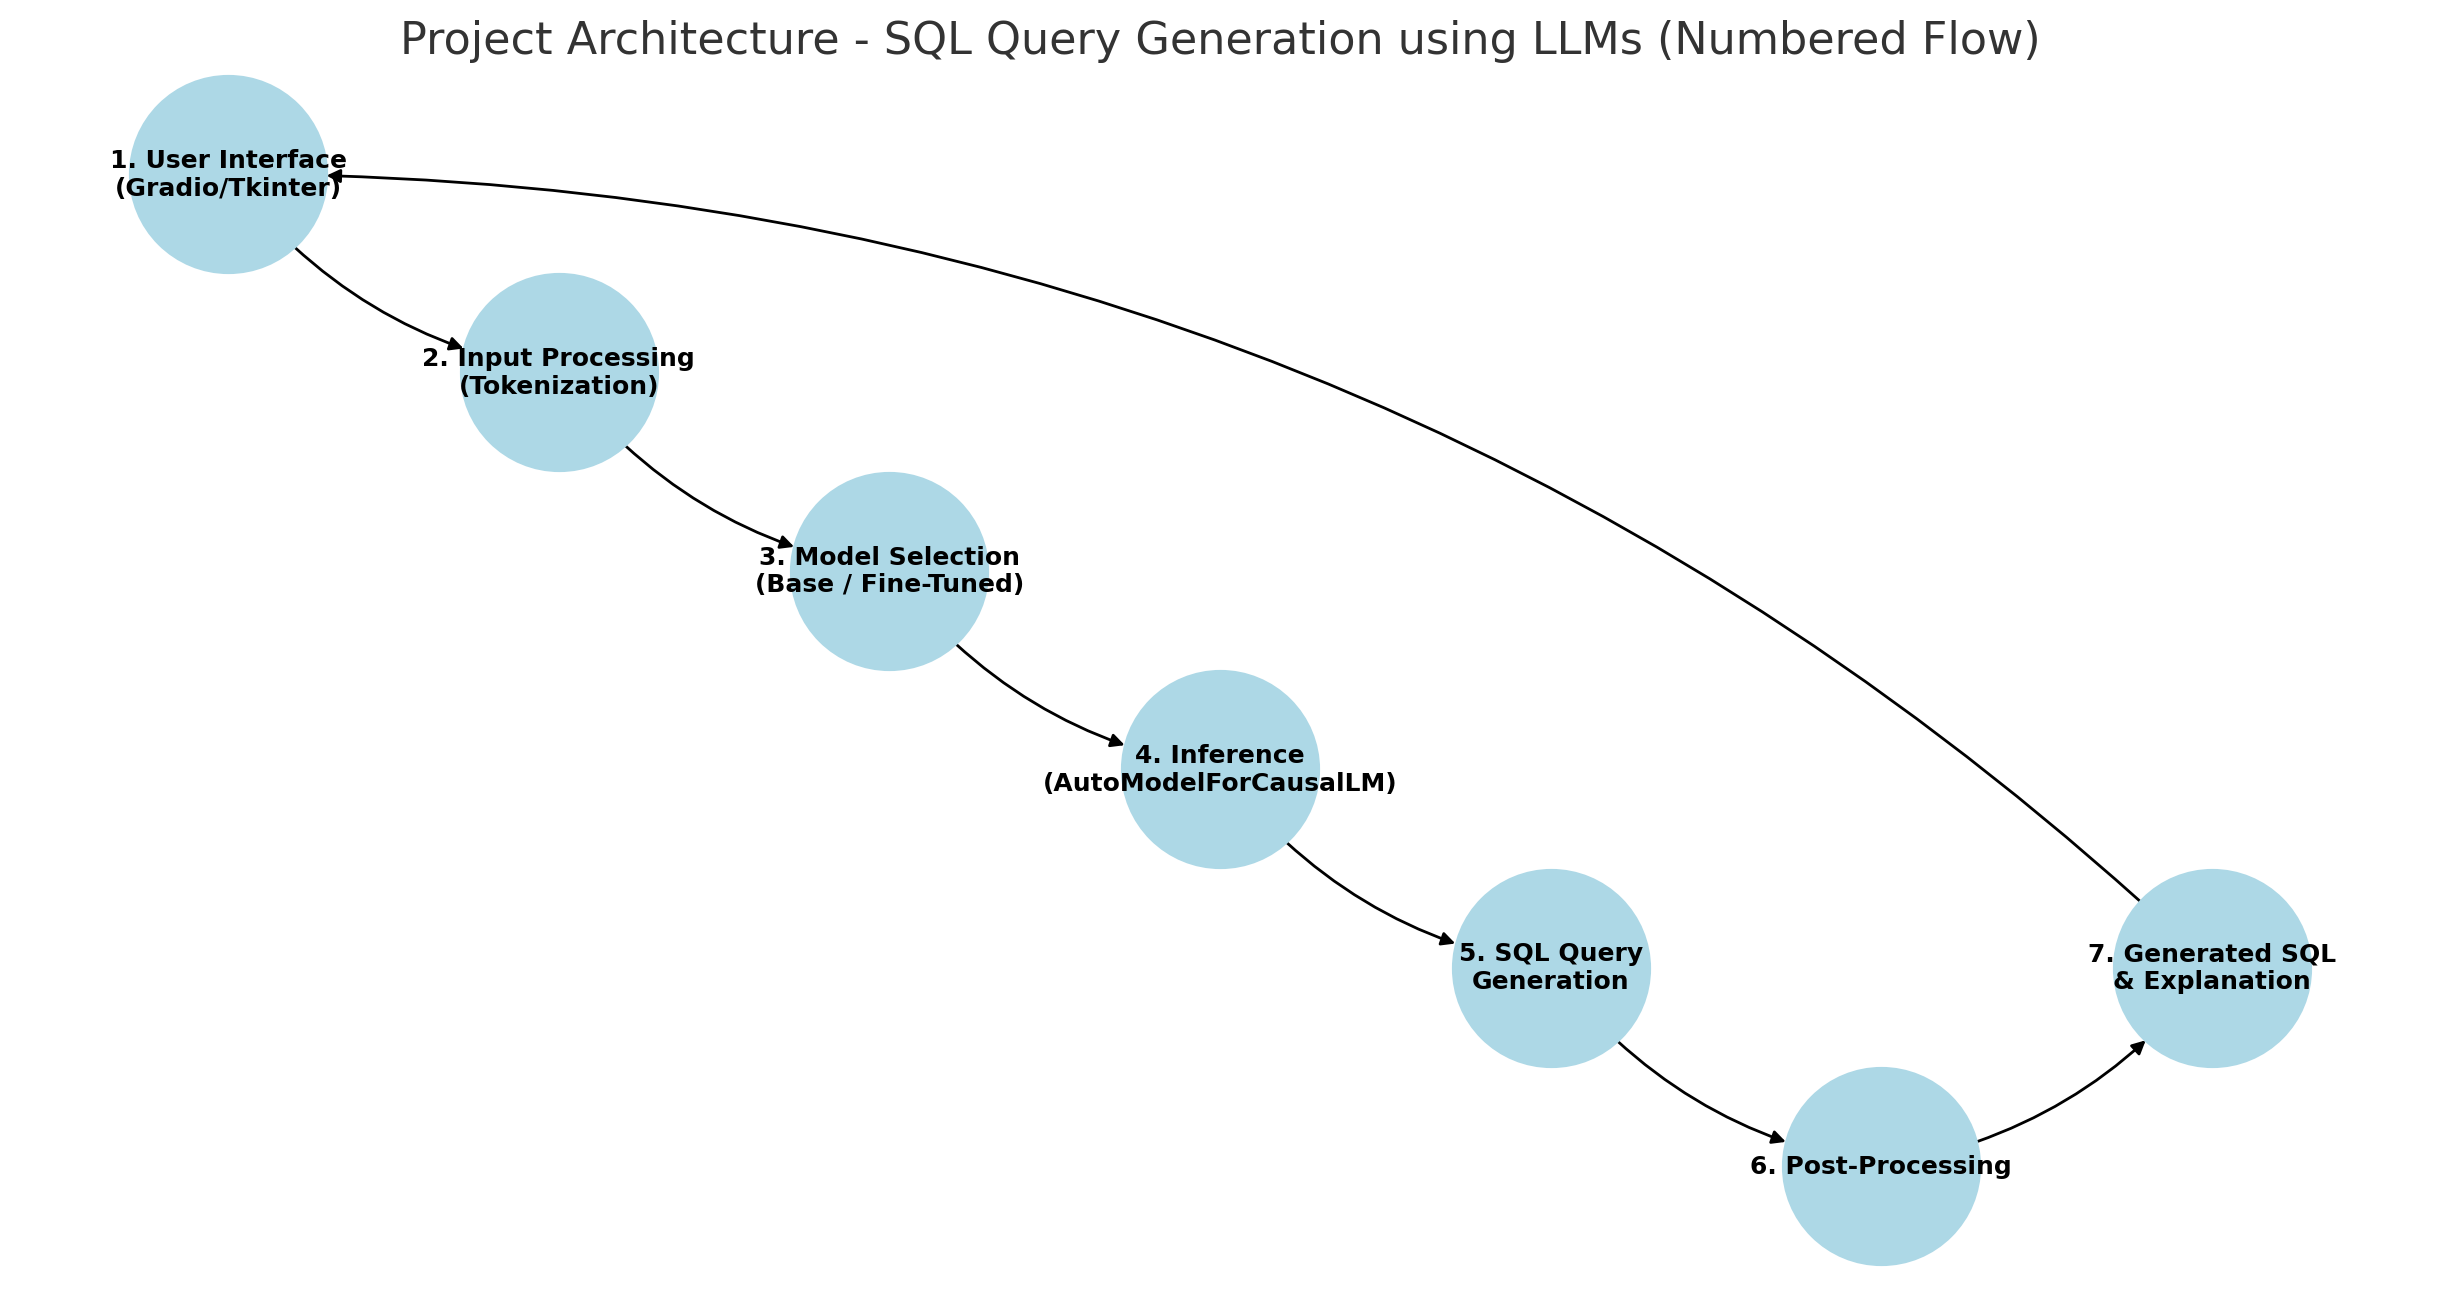 Project Architecture - SQL Query Generation using LLMs (Numbered Flow)
1. User Interface
(Gradio/Tkinter)
2. Input Processing
(Tokenization)
3. Model Selection
(Base / Fine-Tuned)
4. Inference
(AutoModelForCausalLM)
5. SQL Query
Generation
6. Post-Processing
7. Generated SQL
& Explanation